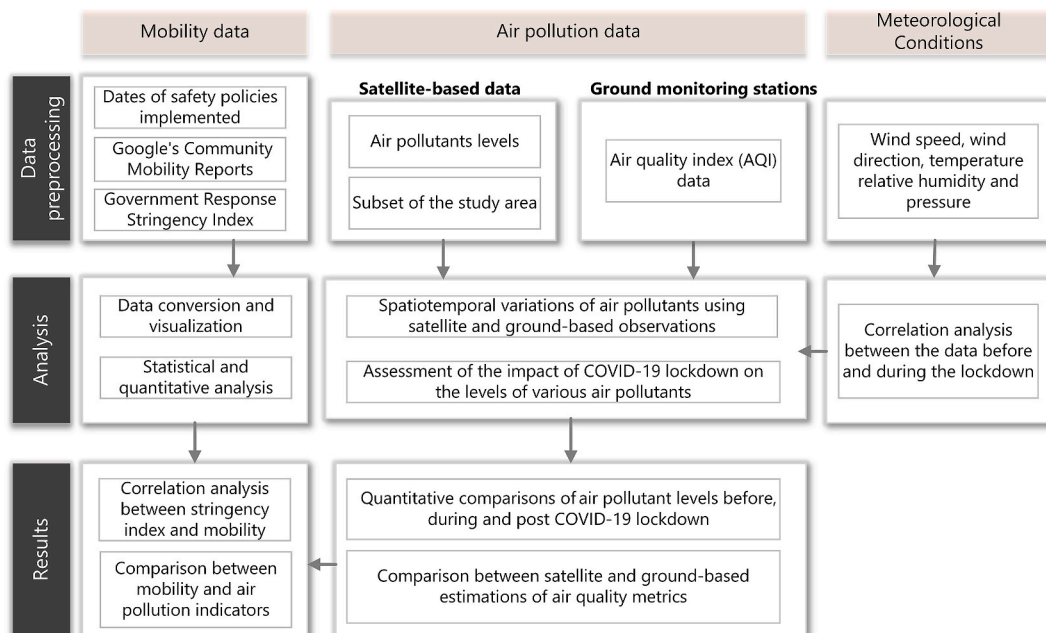 Mobility data
Air pollution data
Meteorological
Conditions
Data
preprocessing
Dates of safety policies
implemented
Google's Community
Mobility Reports
Government Response
Stringency Index
Satellite-based data
Air pollutants levels
Subset of the study area
Ground monitoring stations
Air quality index (AQI)
data
Wind speed, wind
direction, temperature
relative humidity and
pressure
Analysis
Data conversion and
visualization
Statistical and
quantitative analysis
Spatiotemporal variations of air pollutants using
satellite and ground-based observations
Assessment of the impact of COVID-19 lockdown on
the levels of various air pollutants
Correlation analysis
between the data before
and during the lockdown
Results
Correlation analysis
between stringency
index and mobility
Comparison between
mobility and air
pollution indicators
Quantitative comparisons of air pollutant levels before,
during and post COVID-19 lockdown
Comparison between satellite and ground-based
estimations of air quality metrics